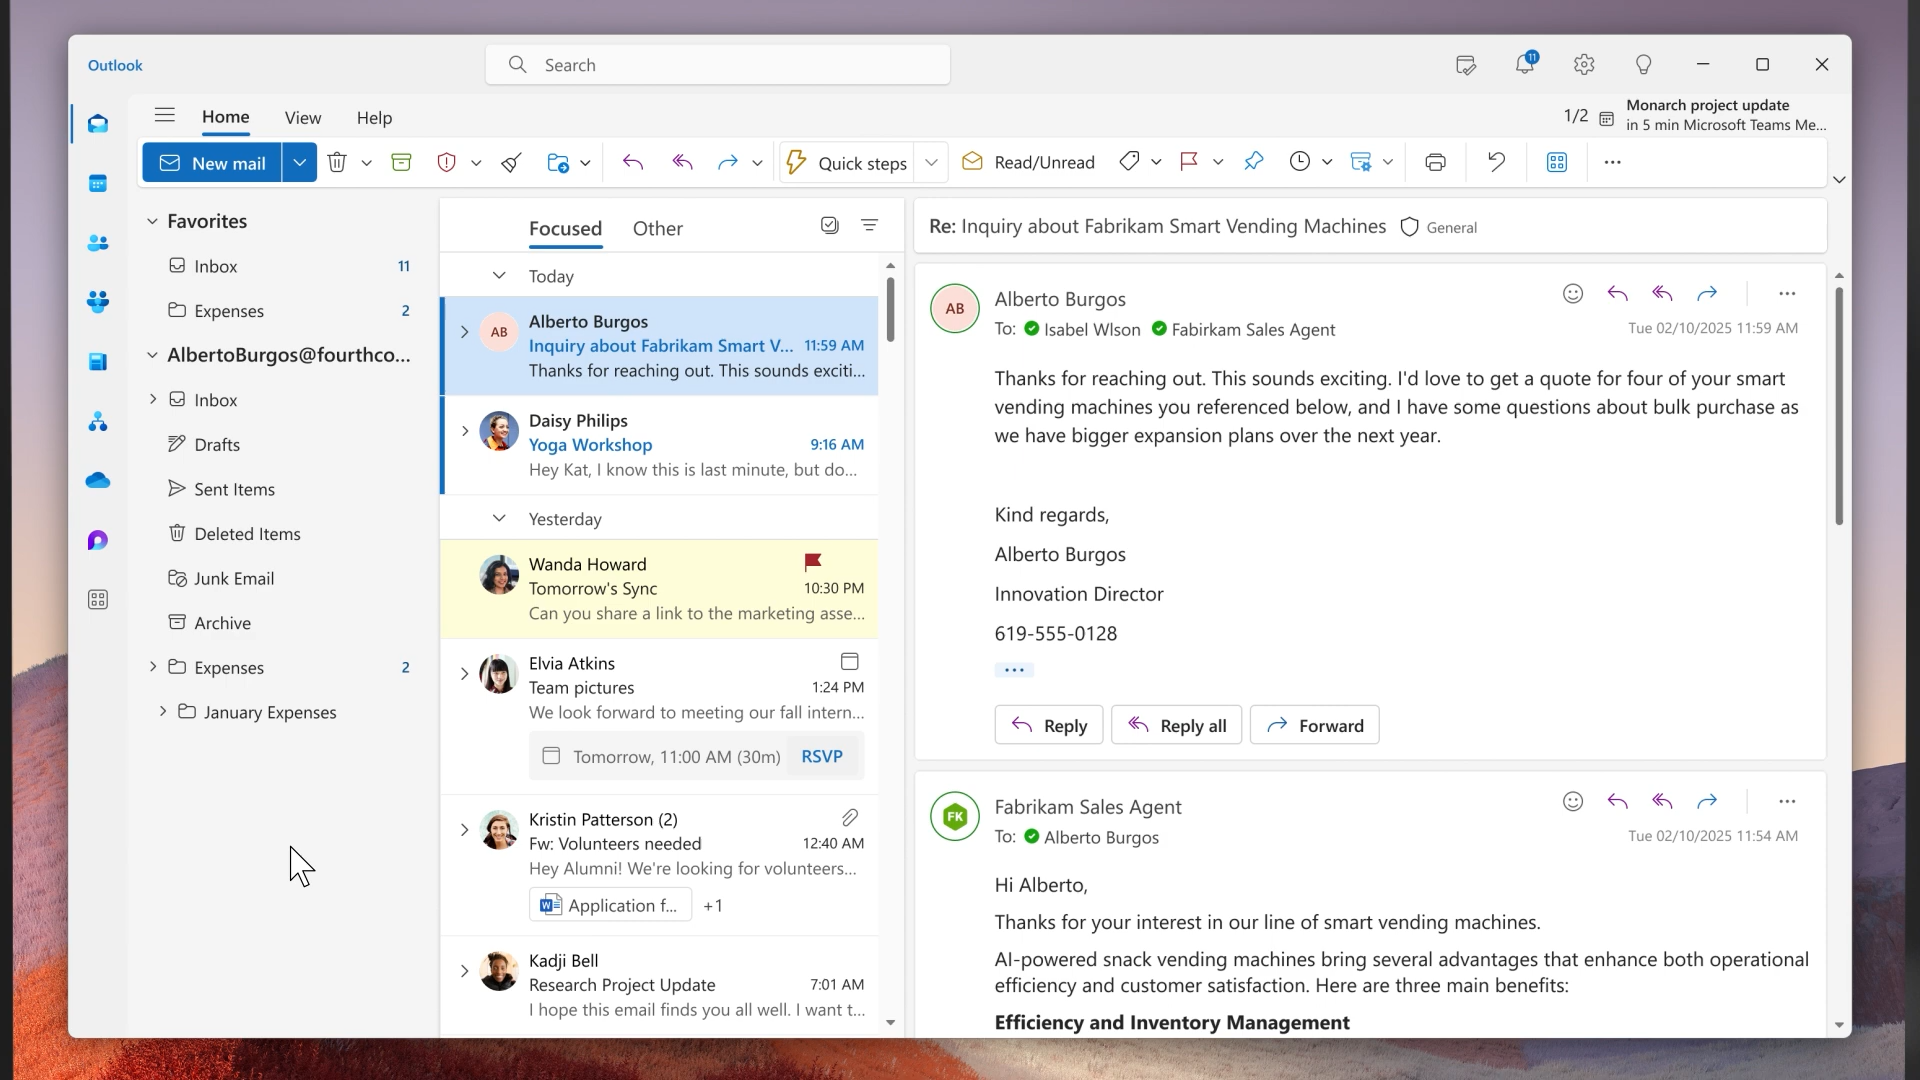 Outlook
Search
11
Home
View
Help
1/2
Monarch project update
in 5 min Microsoft Teams Me...
New mail
Quick steps
Read/Unread
Favorites
Inbox 11
Expenses 2
AlbertoBurgos@fourthco...
Inbox
Drafts
Sent Items
Deleted Items
Junk Email
Archive
Expenses 2
January Expenses
Focused
Other
Today
AB
Alberto Burgos
Inquiry about Fabrikam Smart V... 11:59 AM
Thanks for reaching out. This sounds exciti...
Daisy Philips
Yoga Workshop 9:16 AM
Hey Kat, I know this is last minute, but do...
Yesterday
Wanda Howard
Tomorrow's Sync 10:30 PM
Can you share a link to the marketing asse...
Elvia Atkins
Team pictures 1:24 PM
We look forward to meeting our fall intern...
Tomorrow, 11:00 AM (30m) RSVP
Kristin Patterson (2)
Fw: Volunteers needed 12:40 AM
Hey Alumni! We're looking for volunteers...
W Application f... +1
Kadji Bell
Research Project Update 7:01 AM
I hope this email finds you all well. I want t...
Re: Inquiry about Fabrikam Smart Vending Machines General
AB
Alberto Burgos
To: Isabel Wlson Fabirkam Sales Agent
Tue 02/10/2025 11:59 AM
Thanks for reaching out. This sounds exciting. I'd love to get a quote for four of your smart
vending machines you referenced below, and I have some questions about bulk purchase as
we have bigger expansion plans over the next year.
Kind regards,
Alberto Burgos
Innovation Director
619-555-0128
Reply
Reply all
Forward
FK
Fabrikam Sales Agent
To: Alberto Burgos
Tue 02/10/2025 11:54 AM
Hi Alberto,
Thanks for your interest in our line of smart vending machines.
AI-powered snack vending machines bring several advantages that enhance both operational
efficiency and customer satisfaction. Here are three main benefits:
Efficiency and Inventory Management